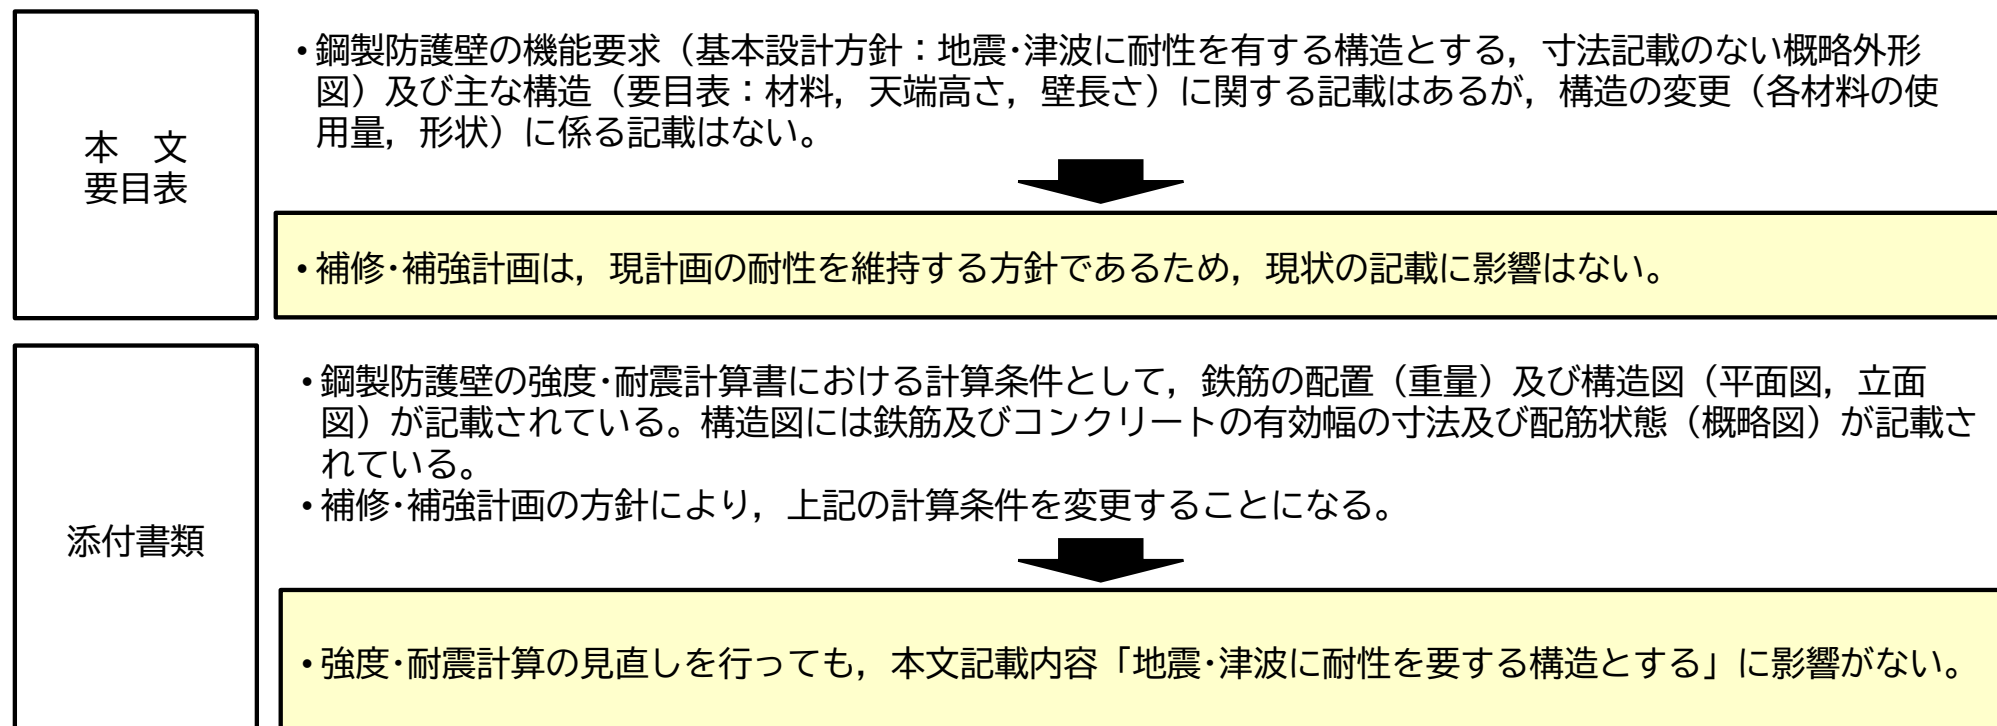 本　文
要目表
・鋼製防護壁の機能要求（基本設計方針：地震・津波に耐性を有する構造とする，寸法記載のない概略外形
図）及び主な構造（要目表：材料，天端高さ，壁長さ）に関する記載はあるが，構造の変更（各材料の使
用量，形状）に係る記載はない。
・補修・補強計画は，現計画の耐性を維持する方針であるため，現状の記載に影響はない。
添付書類
・鋼製防護壁の強度・耐震計算書における計算条件として，鉄筋の配置（重量）及び構造図（平面図，立面
図）が記載されている。構造図には鉄筋及びコンクリートの有効幅の寸法及び配筋状態（概略図）が記載さ
れている。
・補修・補強計画の方針により，上記の計算条件を変更することになる。
・強度・耐震計算の見直しを行っても，本文記載内容「地震・津波に耐性を要する構造とする」に影響がない。